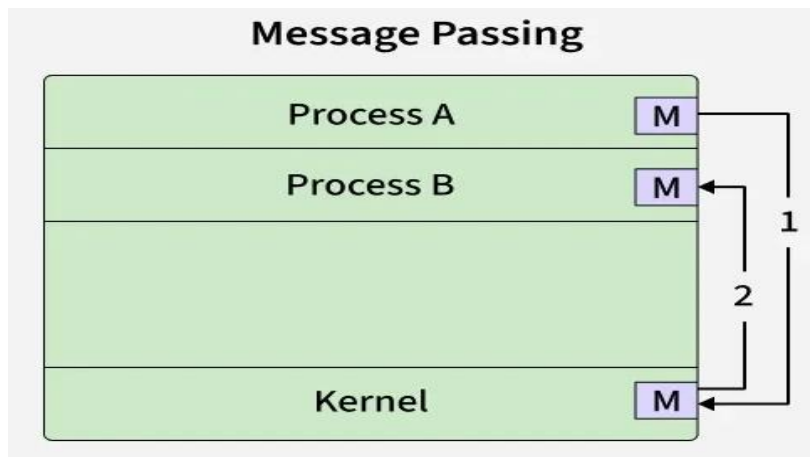 Message Passing
Process A M
Process B M
1
2
Kernel M